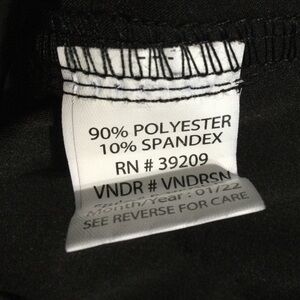 90% POLYESTER
10% SPANDEX
RN # 39209
VNDR # VNDRSN
Month/Year : 01/22
SEE REVERSE FOR CARE